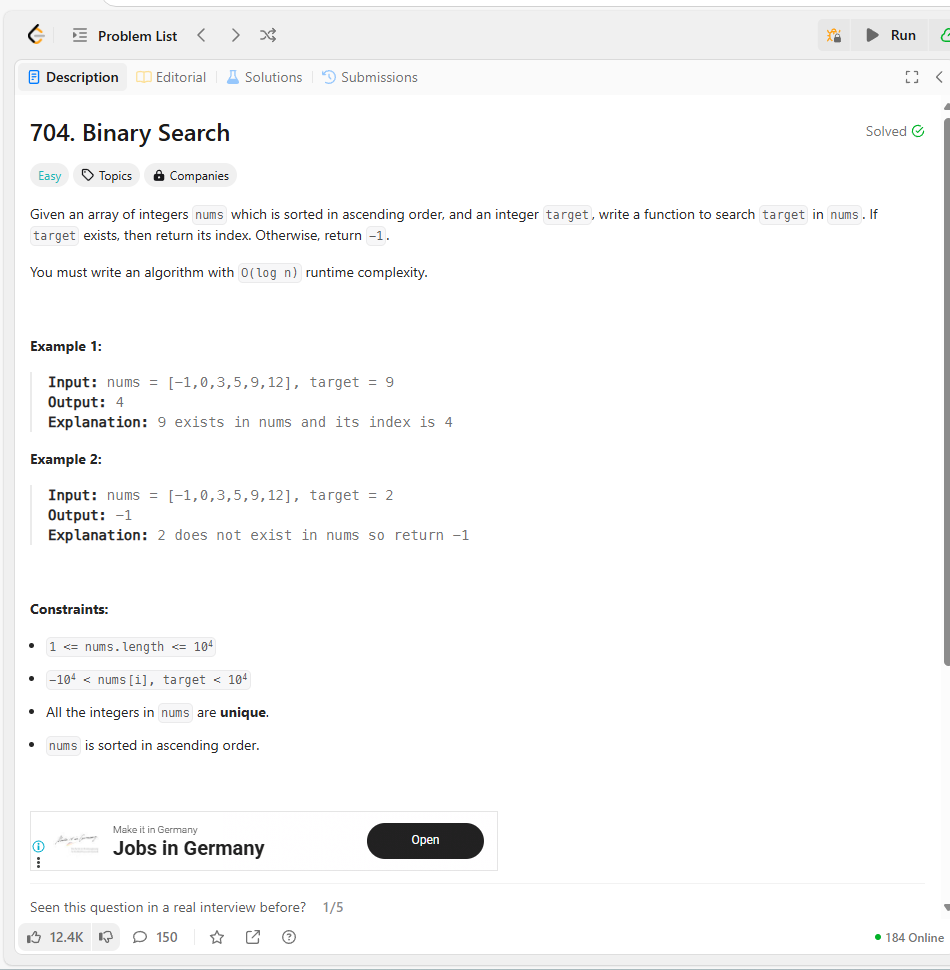 Problem List
Run
Description
Editorial
Solutions
Submissions
704. Binary Search
Solved
Easy
Topics
Companies
Given an array of integers nums which is sorted in ascending order, and an integer target, write a function to search target in nums. If
target exists, then return its index. Otherwise, return -1.
You must write an algorithm with O(log n) runtime complexity.
Example 1:
Input: nums = [-1,0,3,5,9,12], target = 9
Output: 4
Explanation: 9 exists in nums and its index is 4
Example 2:
Input: nums = [-1,0,3,5,9,12], target = 2
Output: -1
Explanation: 2 does not exist in nums so return -1
Constraints:
1 <= nums.length <= 10⁴
-10⁴ < nums[i], target < 10⁴
All the integers in nums are unique.
nums is sorted in ascending order.
Make it in Germany
Jobs in Germany
Open
Seen this question in a real interview before? 1/5
12.4K
150
184 Online